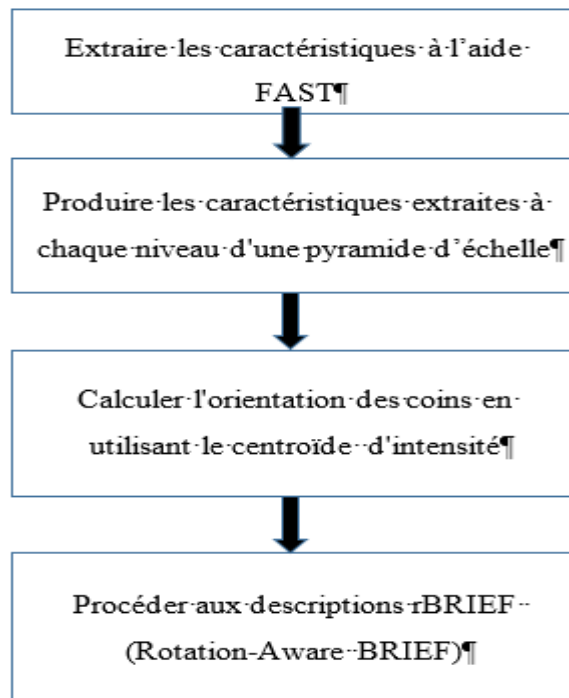 Extraire·les·caractéristiques·à·l’aide·
FAST¶
Produire·les·caractéristiques·extraites·à·
chaque·niveau·d'une·pyramide·d’échelle¶
Calculer·l'orientation·des·coins·en·
utilisant·le·centroïde··d'intensité¶
Procéder·aux·descriptions·rBRIEF··
(Rotation-Aware··BRIEF)¶